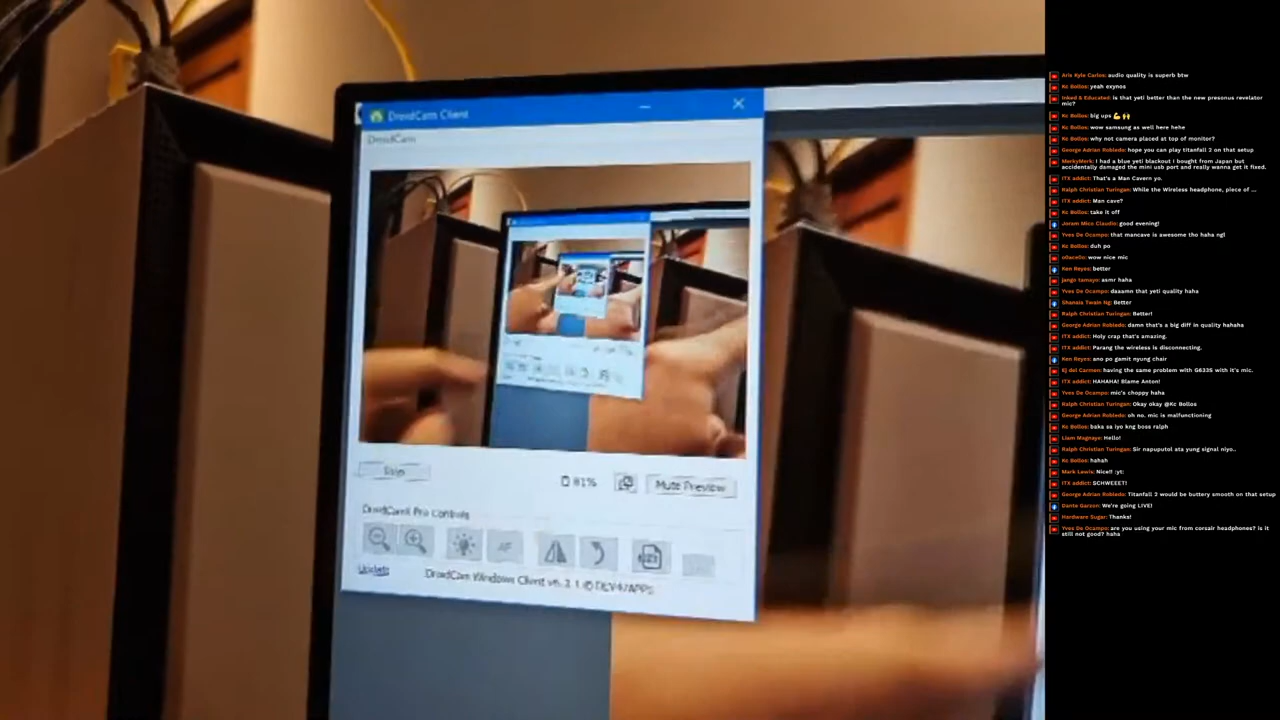 DroidCam Client
DroidCam
Stop
81%
Mute Preview
DroidCamX Pro controls
Update
Aris Kyle Carlos: audio quality is superb btw
Kc Bollos: yeah exynos
Inked & Educated: is that yeti better than the new presonus revelator
mic?
Kc Bollos: big ups 💪 🙌
Kc Bollos: wow samsung as well here hehe
Kc Bollos: why not camera placed at top of monitor?
George Adrian Robledo: hope you can play titanfall 2 on that setup
MerkyMerk: I had a blue yeti blackout I bought from Japan but
accidentally damaged the mini usb port and really wanna get it fixed.
ITX addict: That's a Man Cavern yo.
Ralph Christian Turingan: While the Wireless headphone, piece of ...
ITX addict: Man cave?
Kc Bollos: take it off
Joram Mico Claudio: good evening!
Yves De Ocampo: that mancave is awesome tho haha ngl
Kc Bollos: duh po
ollacello: wow nice mic
Ken Reyes: better
jango tamayo: asmr haha
Yves De Ocampo: daaamn that yeti quality haha
Shansia Twain Ng: Better
Ralph Christian Turingan: Better!
George Adrian Robledo: damn that's a big diff in quality hahaha
ITX addict: Holy crap that's amazing.
ITX addict: Parang the wireless is disconnecting.
Ken Reyes: ano po gamit nyung chair
Ej del Carmen: having the same problem with G633S with it's mic.
ITX addict: HAHAHA! Blame Anton!
Yves De Ocampo: mic's choppy haha
Ralph Christian Turingan: Okay okay @Kc Bollos
George Adrian Robledo: oh no. mic is malfunctioning
Kc Bollos: baka sa iyo kng boss ralph
Liam Magnaye: Hello!
Ralph Christian Turingan: Sir napuputol ata yung signal niyo..
Kc Bollos: hahah
Mark Lewis: Nice!! :yt:
ITX addict: SCHWEEET!
George Adrian Robledo: Titanfall 2 would be buttery smooth on that setup
Dante Garzon: We're going LIVE!
Hardware Sugar: Thanks!
Yves De Ocampo: are you using your mic from corsair headphones? is it
still not good? haha